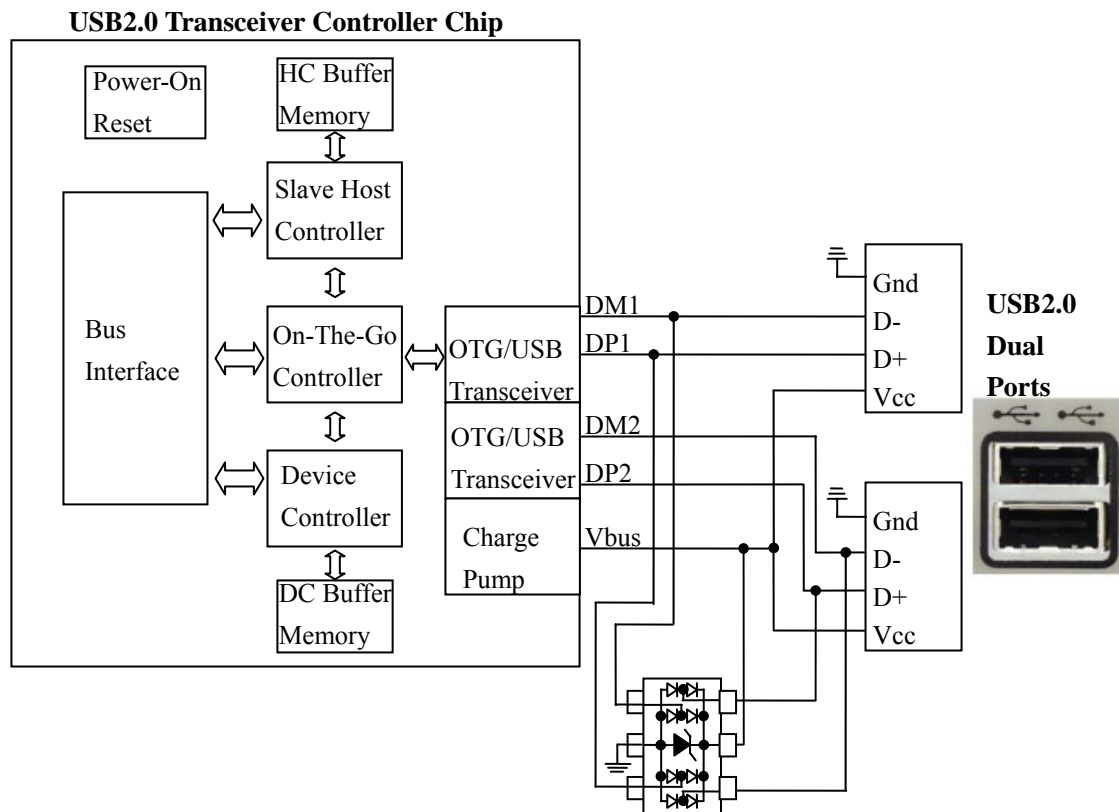 USB2.0 Transceiver Controller Chip
Power-On
Reset
HC Buffer
Memory
Slave Host
Controller
Bus
Interface
On-The-Go
Controller
Device
Controller
DC Buffer
Memory
OTG/USB
Transceiver
OTG/USB
Transceiver
Charge
Pump
DM1
DP1
DM2
DP2
Vbus
Gnd
D-
D+
Vcc
Gnd
D-
D+
Vcc
USB2.0
Dual
Ports